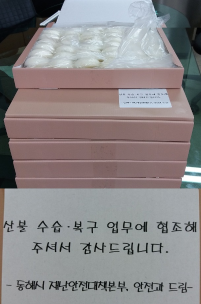 산불 수습·복구 업무에 협조해
주셔서 감사드립니다.
- 동해시 재난안전대책본부, 안전과 드림-